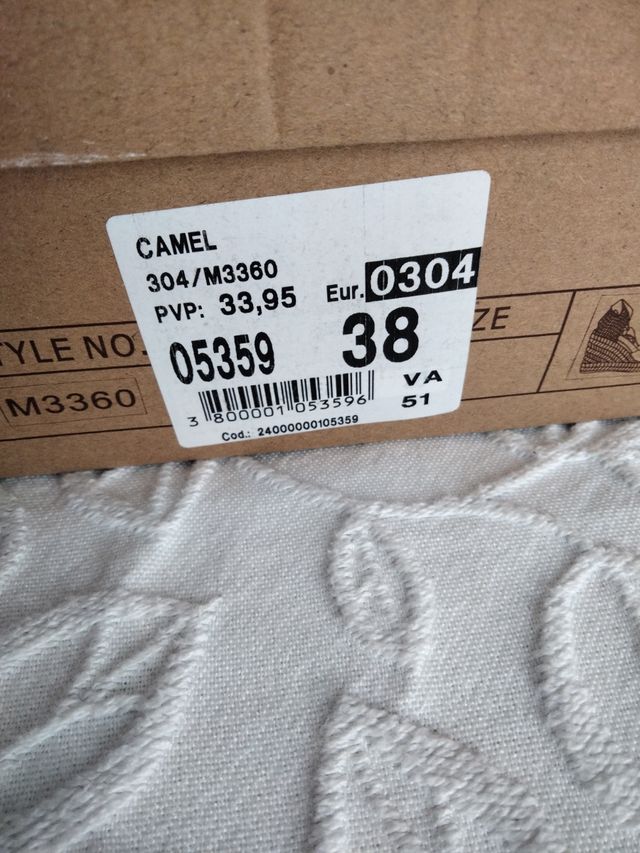 CAMEL
304/M3360
PVP: 33,95 Eur. 0304
05359 38
3 800001 053596
VA
51
Cod.: 24000000105359
TYLE NO.
M3360
ZE